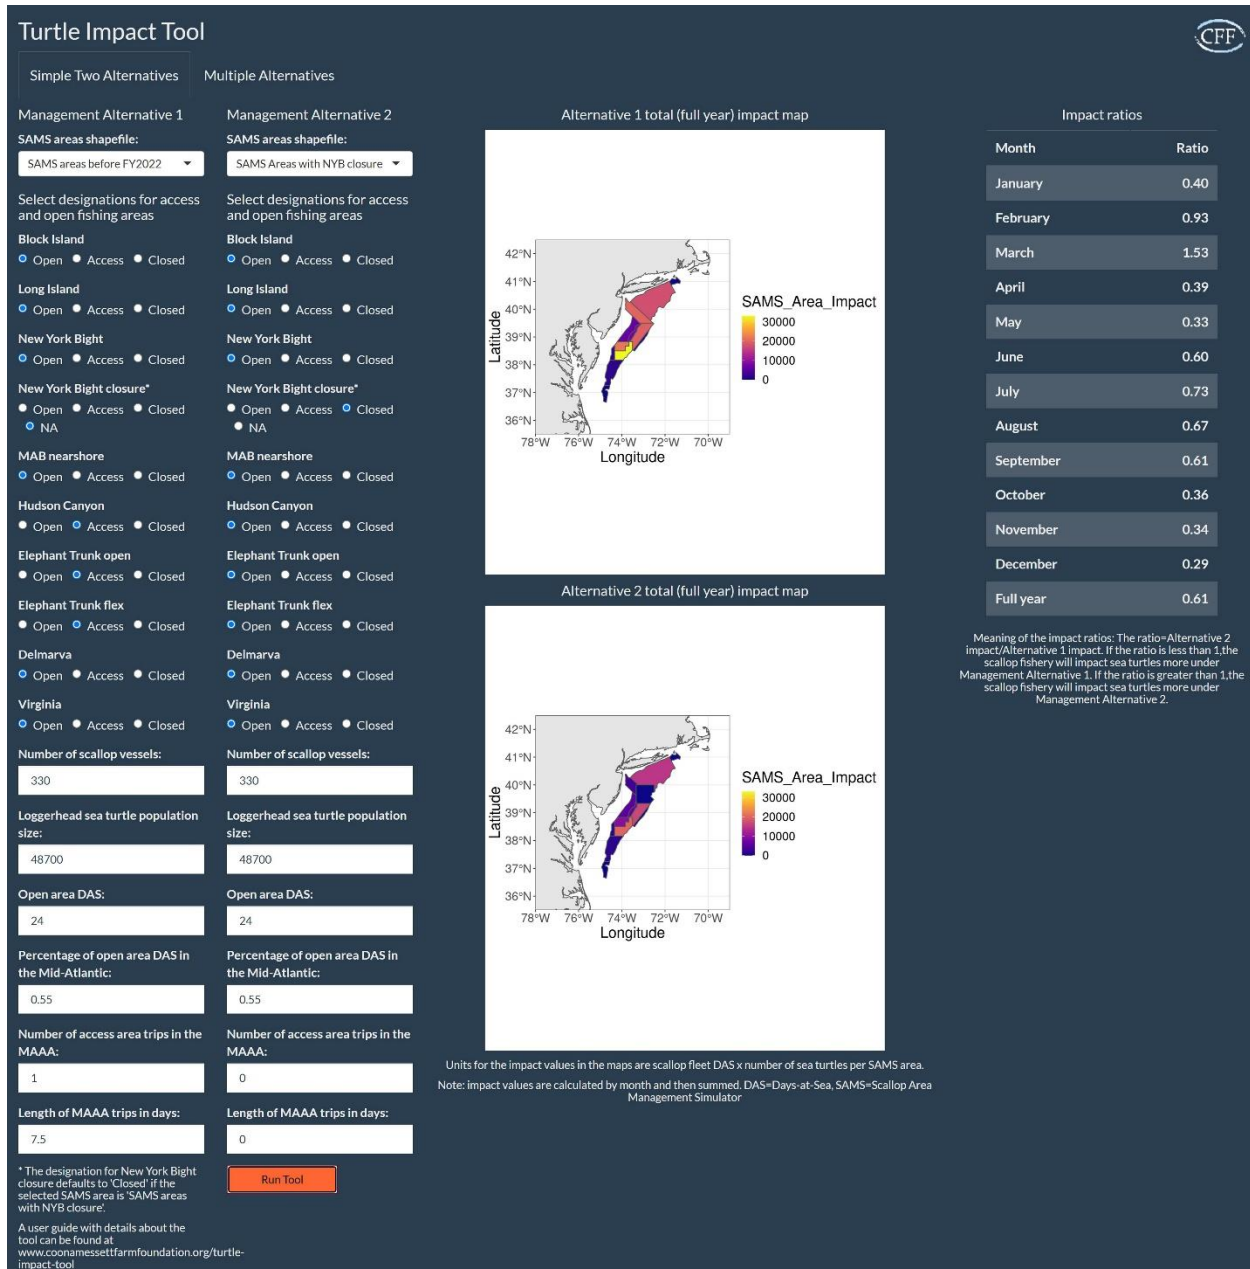 Turtle Impact Tool
CFF
Simple Two Alternatives
Multiple Alternatives
Management Alternative 1
SAMS areas shapefile:
SAMS areas before FY2022
Select designations for access
and open fishing areas
Block Island
Open Access Closed
Long Island
Open Access Closed
New York Bight
Open Access Closed
New York Bight closure*
Open Access Closed
NA
MAB nearshore
Open Access Closed
Hudson Canyon
Open Access Closed
Elephant Trunk open
Open Access Closed
Elephant Trunk flex
Open Access Closed
Delmarva
Open Access Closed
Virginia
Open Access Closed
Number of scallop vessels:
330
Loggerhead sea turtle population
size:
48700
Open area DAS:
24
Percentage of open area DAS in
the Mid-Atlantic:
0.55
Number of access area trips in the
MAAA:
1
Length of MAAA trips in days:
7.5
* The designation for New York Bight
closure defaults to 'Closed' if the
selected SAMS area is 'SAMS areas
with NYB closure'.
A user guide with details about the
tool can be found at
www.coonamessettfarmfoundation.org/turtle-
impact-tool
Management Alternative 2
SAMS areas shapefile:
SAMS Areas with NYB closure
Select designations for access
and open fishing areas
Block Island
Open Access Closed
Long Island
Open Access Closed
New York Bight
Open Access Closed
New York Bight closure*
Open Access Closed
NA
MAB nearshore
Open Access Closed
Hudson Canyon
Open Access Closed
Elephant Trunk open
Open Access Closed
Elephant Trunk flex
Open Access Closed
Delmarva
Open Access Closed
Virginia
Open Access Closed
Number of scallop vessels:
330
Loggerhead sea turtle population
size:
48700
Open area DAS:
24
Percentage of open area DAS in
the Mid-Atlantic:
0.55
Number of access area trips in the
MAAA:
0
Length of MAAA trips in days:
0
Run Tool
Alternative 1 total (full year) impact map
42°N
41°N
40°N
39°N
38°N
37°N
36°N
78°W 76°W 74°W 72°W 70°W
Latitude
Longitude
SAMS_Area_Impact
30000
20000
10000
0
Alternative 2 total (full year) impact map
42°N
41°N
40°N
39°N
38°N
37°N
36°N
78°W 76°W 74°W 72°W 70°W
Latitude
Longitude
SAMS_Area_Impact
30000
20000
10000
0
Units for the impact values in the maps are scallop fleet DAS x number of sea turtles per SAMS area.
Note: impact values are calculated by month and then summed. DAS=Days-at-Sea, SAMS=Scallop Area
Management Simulator
Impact ratios
Month Ratio
January 0.40
February 0.93
March 1.53
April 0.39
May 0.33
June 0.60
July 0.73
August 0.67
September 0.61
October 0.36
November 0.34
December 0.29
Full year 0.61
Meaning of the impact ratios: The ratio=Alternative 2
impact/Alternative 1 impact. If the ratio is less than 1,the
scallop fishery will impact sea turtles more under
Management Alternative 1. If the ratio is greater than 1,the
scallop fishery will impact sea turtles more under
Management Alternative 2.